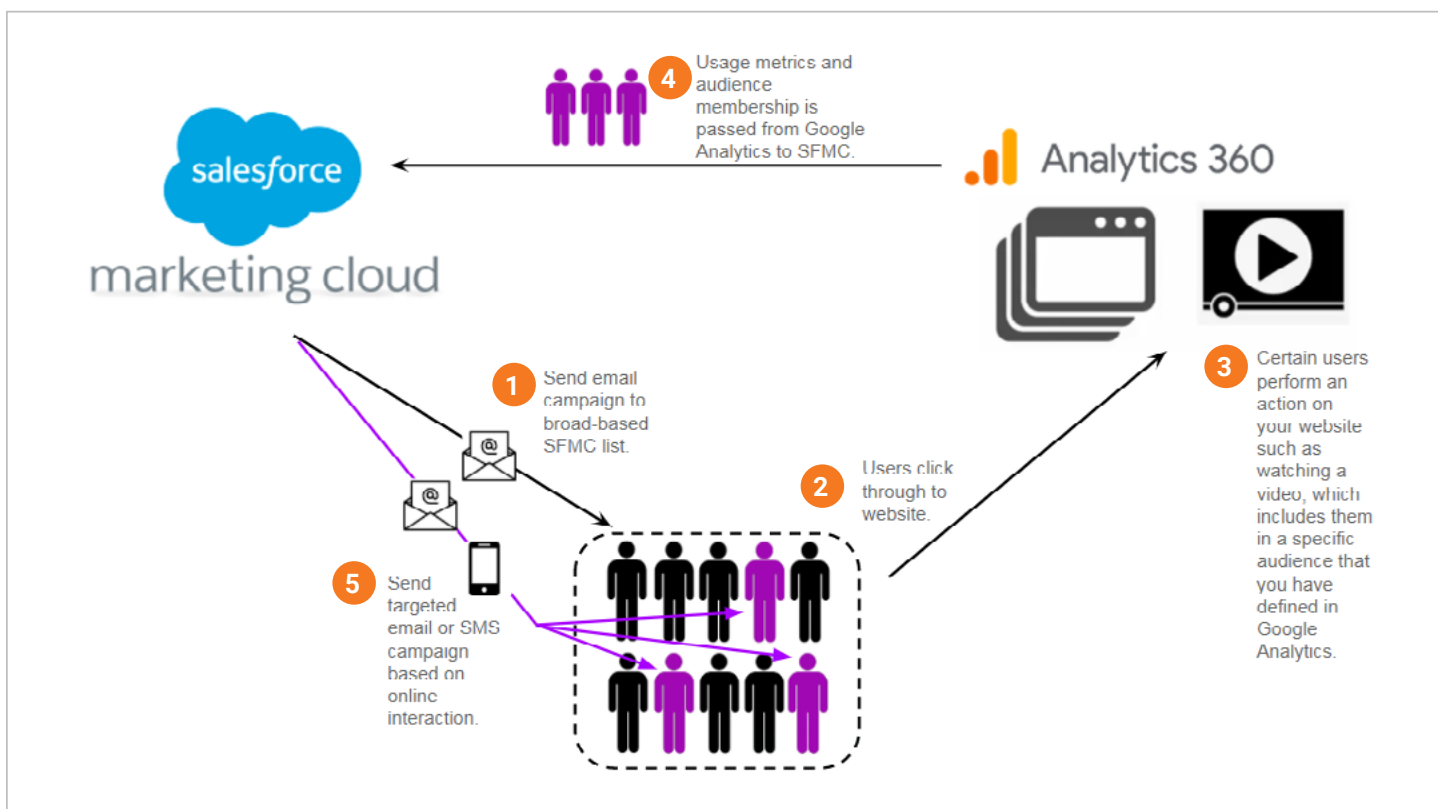 4
Usage metrics and
audience
membership is
passed from Google
Analytics to SFMC.
salesforce
marketing cloud
Analytics 360
1
Send email
campaign to
broad-based
SFMC list.
@
@
2
Users click
through to
website.
3
Certain users
perform an
action on
your website
such as
watching a
video, which
includes them
in a specific
audience that
you have
defined in
Google
Analytics.
5
Send
targeted
email or SMS
campaign
based on
online
interaction.